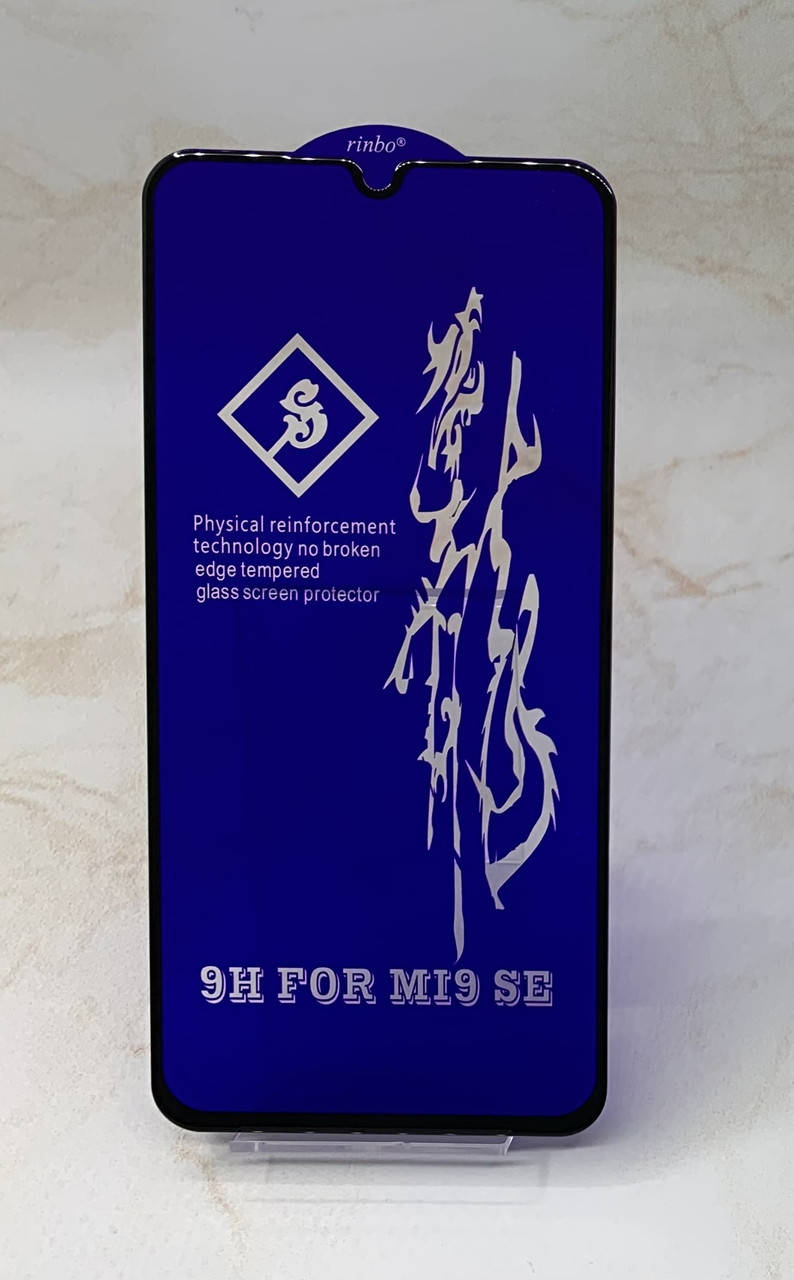 rinbo®
Physical reinforcement
technology no broken
edge tempered
glass screen protector
9H FOR MI9 SE